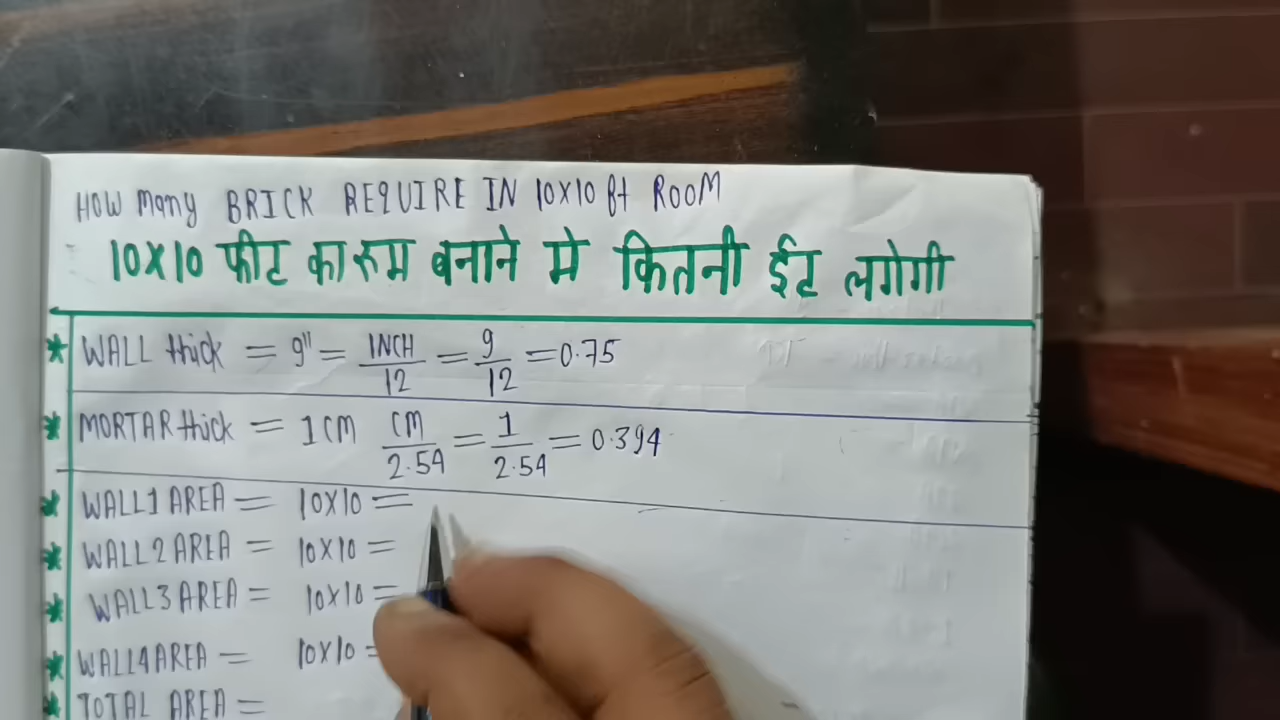 HOW Many BRICK REQUIRE IN 10X10 ft ROOM
10X10 फीट का रूम बनाने मे कितनी ईट लगेगी
* WALL thick = 9" = INCH/12 = 9/12 = 0.75
* MORTAR thick = 1CM CM/2.54 = 1/2.54 = 0.394
* WALL1 AREA = 10X10 =
* WALL2 AREA = 10X10 =
* WALL3 AREA = 10X10 =
* WALL4 AREA = 10X10 =
* TOTAL AREA =